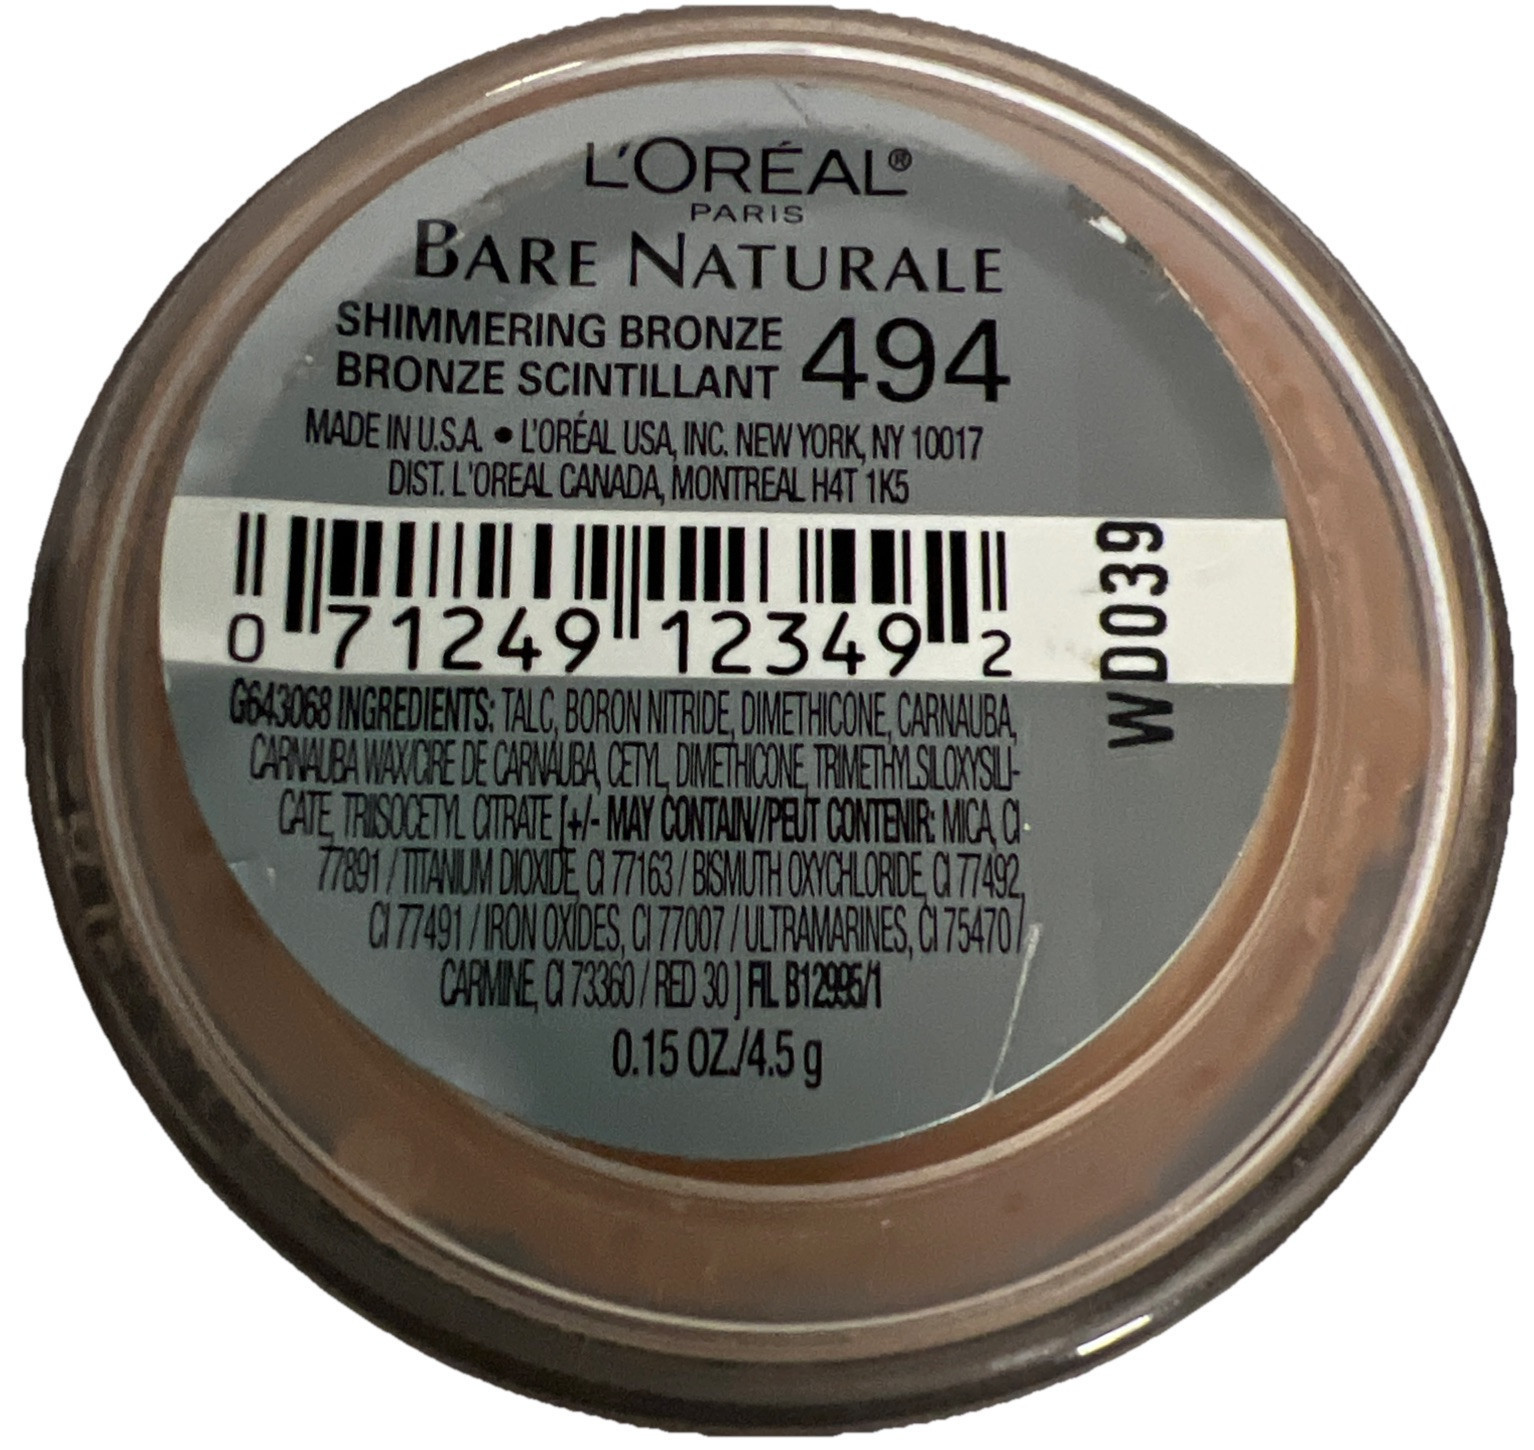 L'ORÉAL®
PARIS
BARE NATURALE
SHIMMERING BRONZE
BRONZE SCINTILLANT 494
MADE IN U.S.A. • L'ORÉAL USA, INC. NEW YORK, NY 10017
DIST. L'OREAL CANADA, MONTREAL H4T 1K5
0 71249 12349 2
WD039
G643068 INGREDIENTS: TALC, BORON NITRIDE, DIMETHICONE, CARNAUBA,
CARNAUBA WAX/CIRE DE CARNAUBA, CETYL, DIMETHICONE, TRIMETHYLSILOXYSILI-
CATE, TRIISOCETYL CITRATE [+/- MAY CONTAIN/PEUT CONTENIR: MICA, CI
77891 / TITANIUM DIOXIDE, CI 77163 / BISMUTH OXYCHLORIDE, CI 77492,
CI 77491 / IRON OXIDES, CI 77007 / ULTRAMARINES, CI 75470 /
CARMINE, CI 73360 / RED 30 ] FIL B12995/1
0.15 OZ./4.5 g